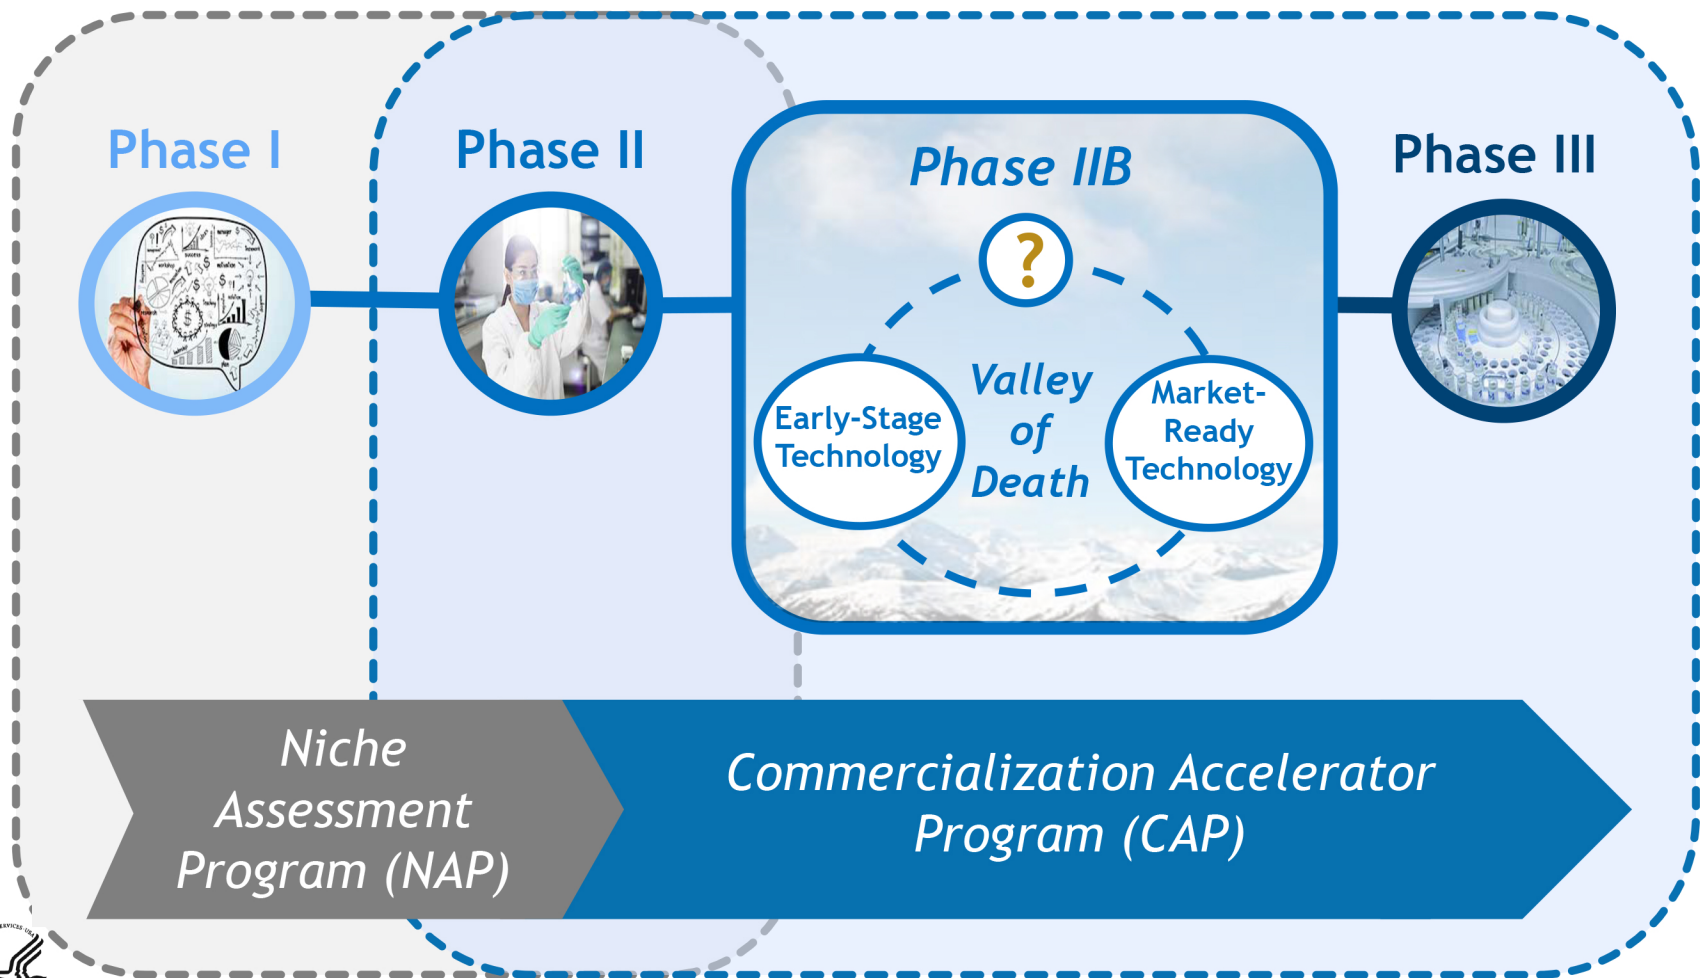 Phase I
Phase II
Phase IIB
Phase III
?
Valley
of
Death
Early-Stage
Technology
Market-
Ready
Technology
Niche
Assessment
Program (NAP)
Commercialization Accelerator
Program (CAP)